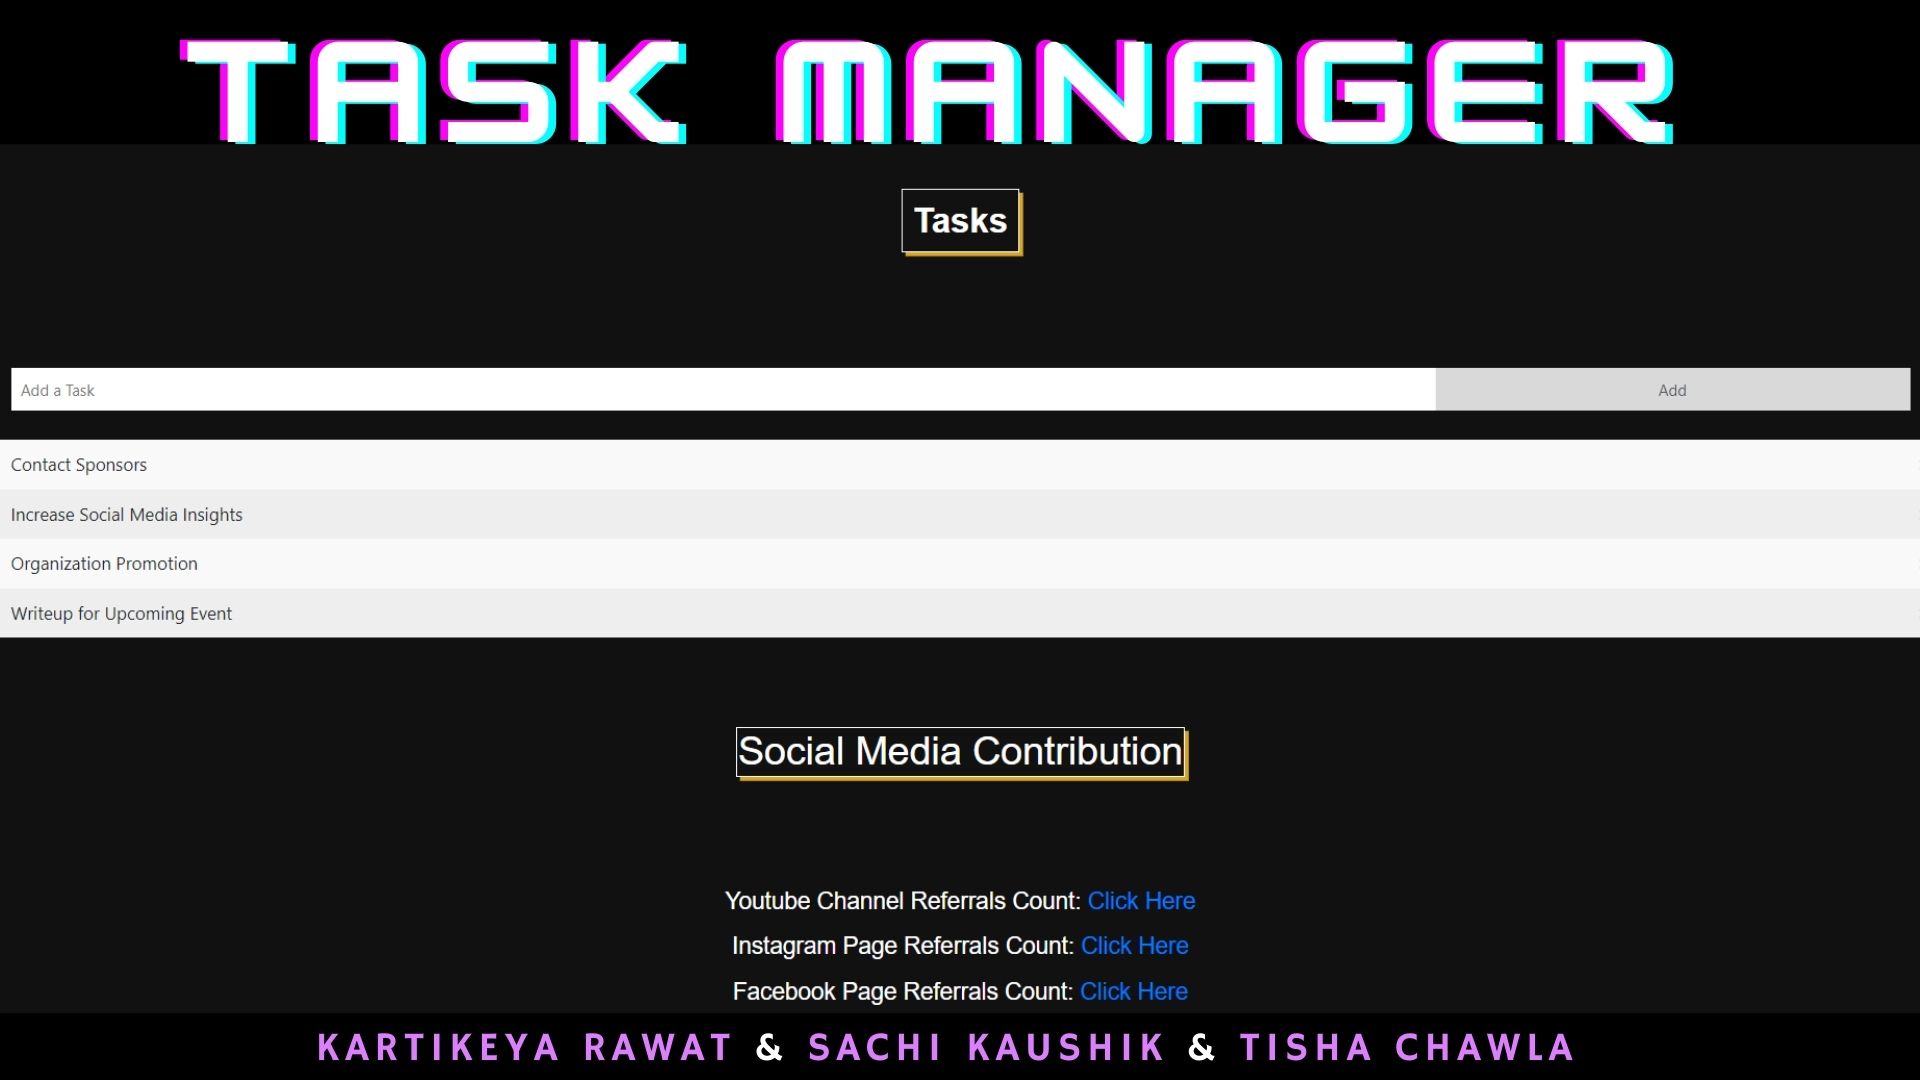 TASK MANAGER
Tasks
Add a Task Add
Contact Sponsors
Increase Social Media Insights
Organization Promotion
Writeup for Upcoming Event
Social Media Contribution
Youtube Channel Referrals Count: Click Here
Instagram Page Referrals Count: Click Here
Facebook Page Referrals Count: Click Here
KARTIKEYA RAWAT & SACHI KAUSHIK & TISHA CHAWLA